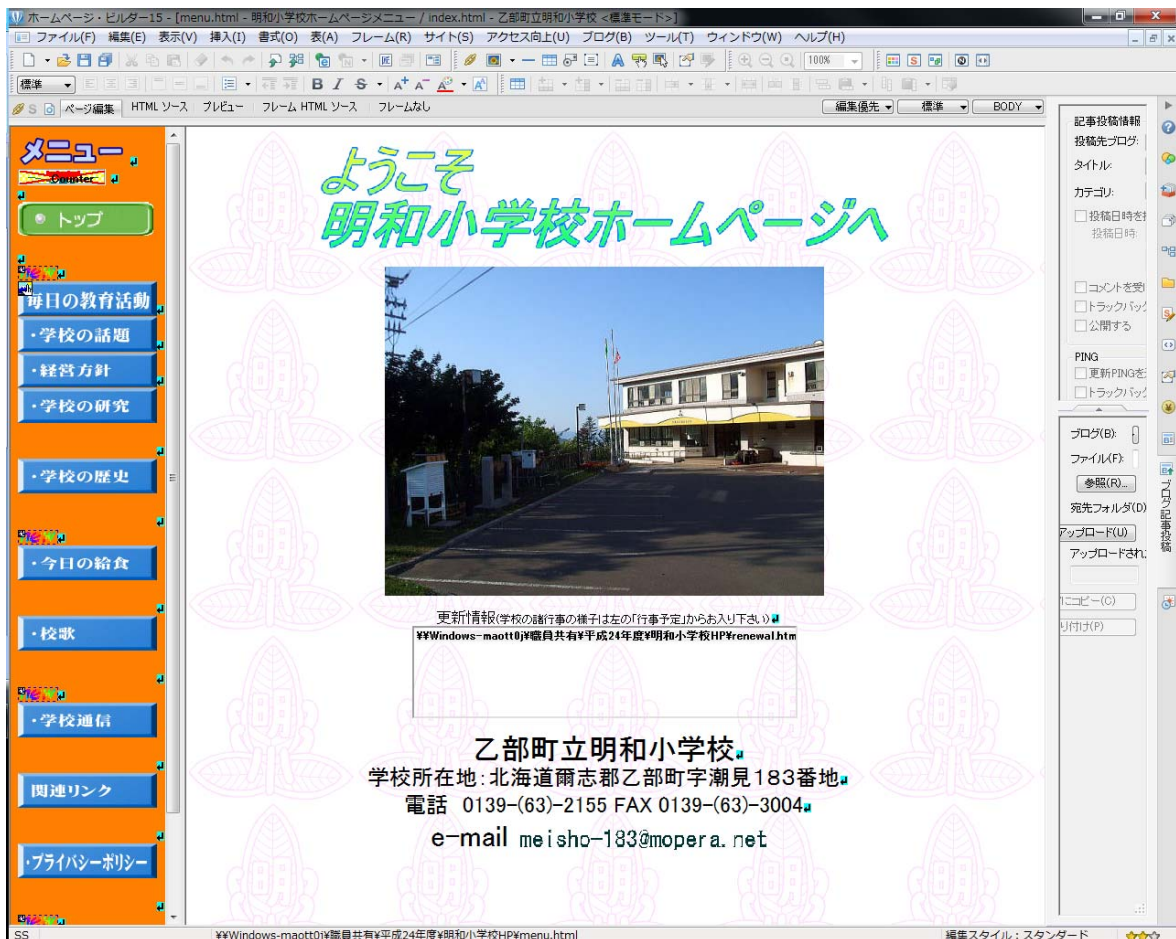 ホームページ・ビルダー15 - [menu.html - 明和小学校ホームページメニュー / index.html - 乙部町立明和小学校 <標準モード>]
ファイル(F) 編集(E) 表示(V) 挿入(I) 書式(O) 表(A) フレーム(R) サイト(S) アクセス向上(U) ブログ(B) ツール(T) ウィンドウ(W) ヘルプ(H)
100%
標準
ページ編集 HTML ソース プレビュー フレーム HTML ソース フレームなし 編集優先 標準 BODY
メニュー
Counter
トップ
毎日の教育活動
・学校の話題
・経営方針
・学校の研究
・学校の歴史
・今日の給食
・校歌
・学校通信
関連リンク
・プライバシーポリシー
ようこそ
明和小学校ホームページへ
更新情報(学校の諸行事の様子は左の「行事予定」からお入り下さい)
¥¥Windows-maott0j¥職員共有¥平成24年度¥明和小学校HP¥renewal.htm
乙部町立明和小学校
学校所在地:北海道爾志郡乙部町字潮見183番地
電話 0139-(63)-2155 FAX 0139-(63)-3004
e-mail meisho-183@mopera.net
記事投稿情報
投稿先ブログ:
タイトル:
カテゴリ:
投稿日時を
投稿日時:
コメントを受
トラックバック
公開する
PING
更新PINGを
トラックバック
ブログ(B):
ファイル(F):
参照(R)...
宛先フォルダ(D)
アップロード(U)
アップロードされ
にコピー(C)
り付け(P)
ブログ記事投稿
SS ¥¥Windows-maott0j¥職員共有¥平成24年度¥明和小学校HP¥menu.html 編集スタイル:スタンダード